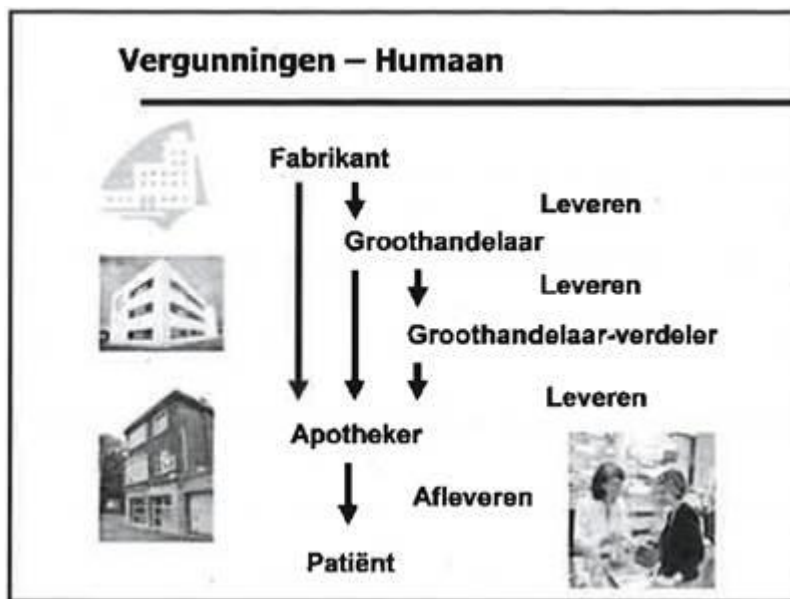 Vergunningen – Humaan
Fabrikant
Leveren
Groothandelaar
Leveren
Groothandelaar-verdeler
Leveren
Apotheker
Afleveren
Patiënt